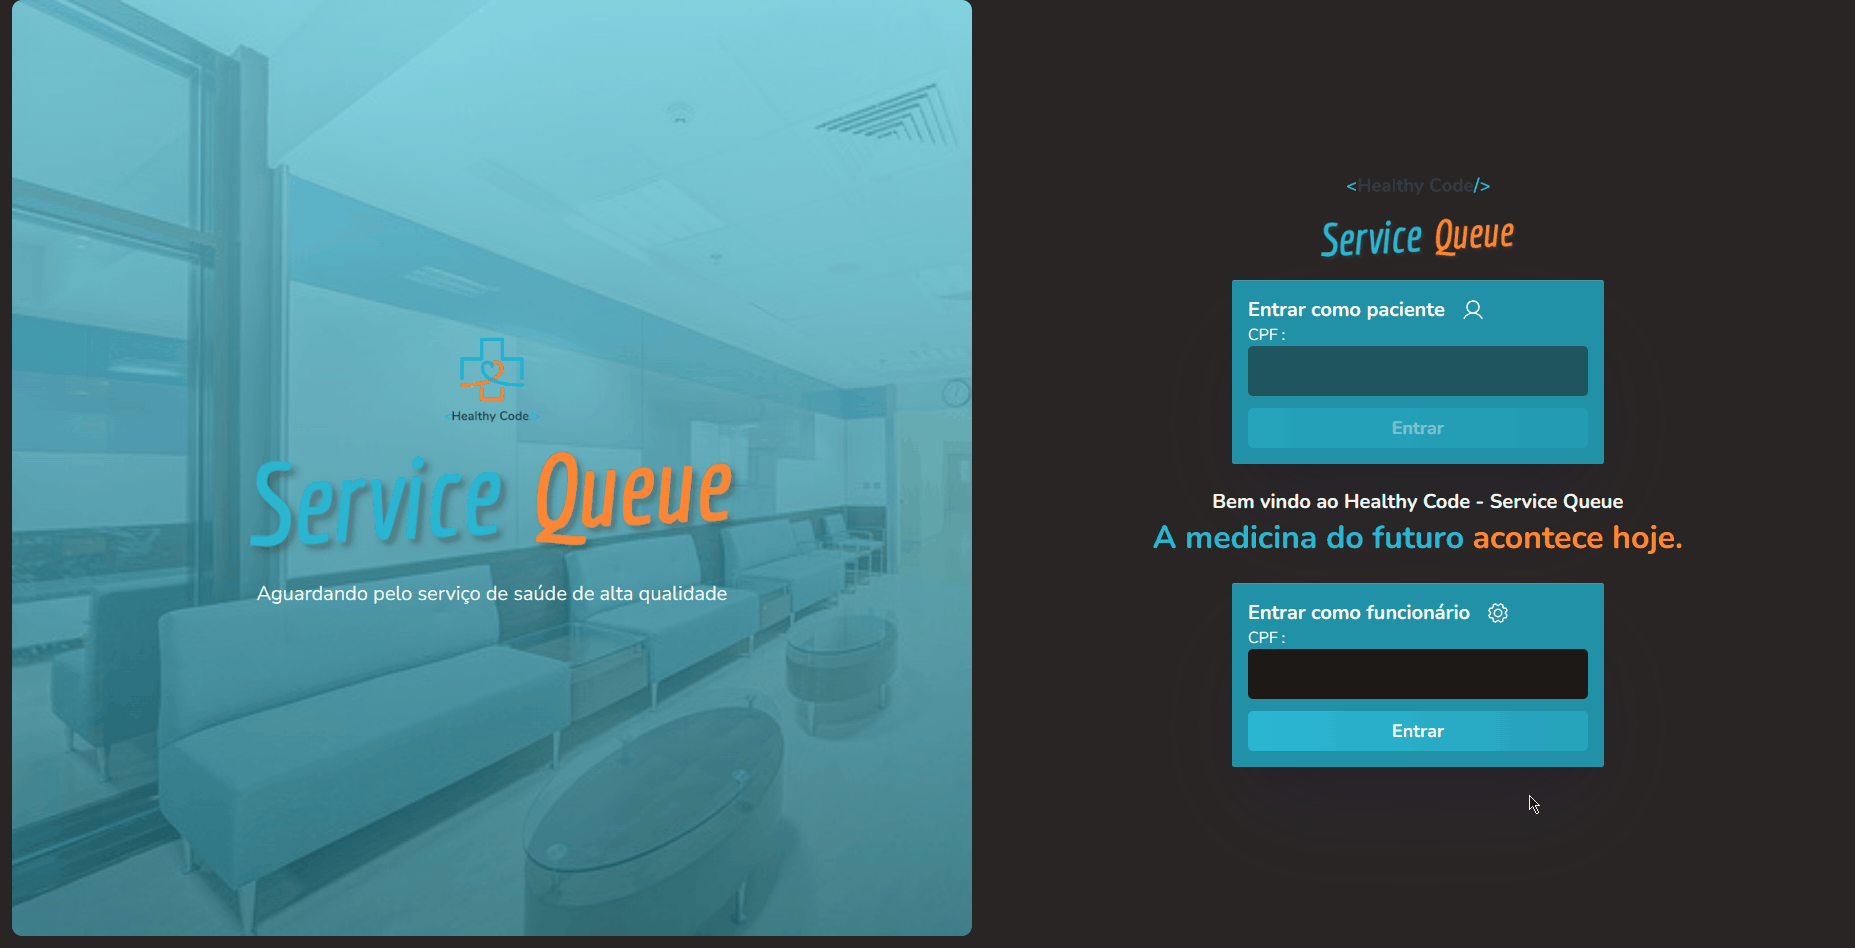 <Healthy Code/>
Service Queue
Aguardando pelo serviço de saúde de alta qualidade
<Healthy Code/>
Service Queue
Entrar como paciente
CPF :
Entrar
Bem vindo ao Healthy Code - Service Queue
A medicina do futuro acontece hoje.
Entrar como funcionário
CPF :
Entrar